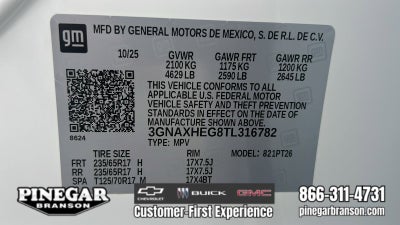 gm
MFD BY GENERAL MOTORS DE MEXICO, S. DE R.L. DE C.V.
10/25 GVWR GAWR FRT GAWR RR
2100 KG 1175 KG 1200 KG
4629 LB 2590 LB 2645 LB
THIS VEHICLE CONFORMS TO ALL
APPLICABLE U.S. FEDERAL MOTOR
VEHICLE SAFETY AND THEFT PREVENTION
STANDARDS IN EFFECT ON THE DATE OF
MANUFACTURE SHOWN ABOVE.
3GNAXHEG8TL316782
8624
TYPE: MPV MODEL: 821PT26
TIRE SIZE RIM
FRT 235/65R17 H 17X7.5J
RR 235/65R17 H 17X7.5J
SPA T125/70R17 M 17X4BT
PINEGAR
BRANSON
CHEVROLET BUICK GMC
Customer-First Experience
866-311-4731
pinegarbranson.com